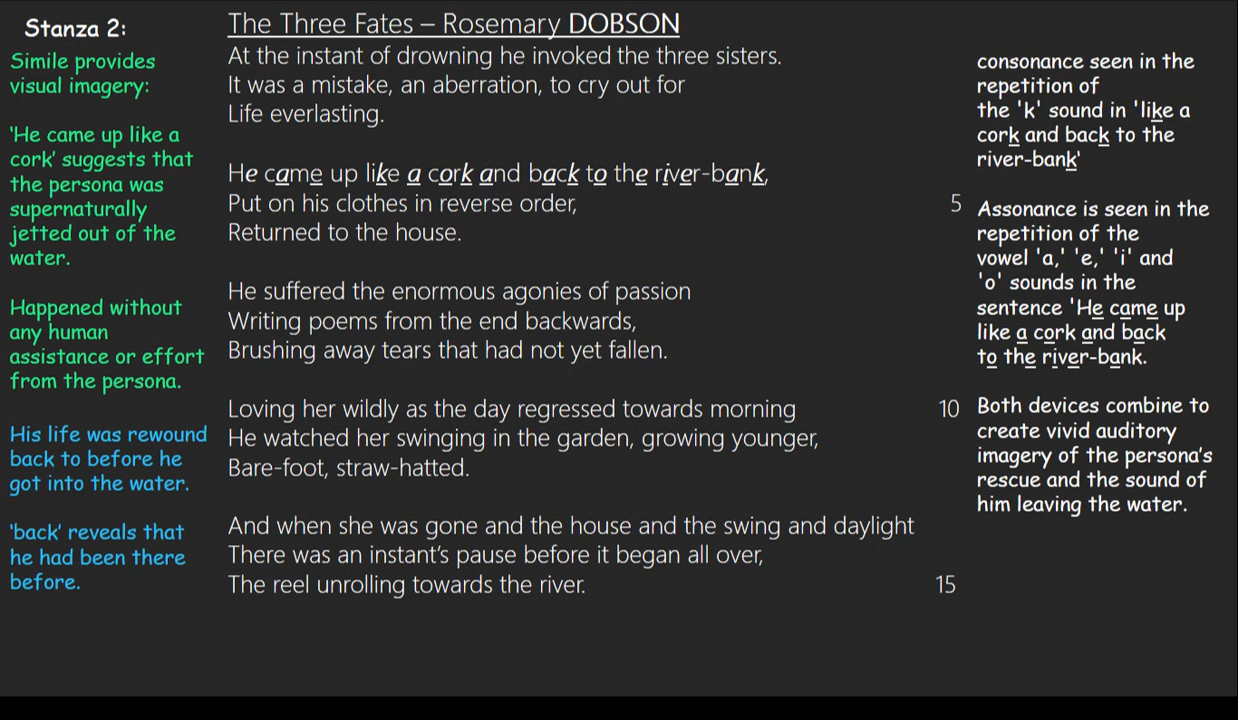 Stanza 2:
Simile provides
visual imagery:
'He came up like a
cork' suggests that
the persona was
supernaturally
jetted out of the
water.
Happened without
any human
assistance or effort
from the persona.
His life was rewound
back to before he
got into the water.
'back' reveals that
he had been there
before.
The Three Fates – Rosemary DOBSON
At the instant of drowning he invoked the three sisters.
It was a mistake, an aberration, to cry out for
Life everlasting.
He came up like a cork and back to the river-bank,
Put on his clothes in reverse order, 5
Returned to the house.
He suffered the enormous agonies of passion
Writing poems from the end backwards,
Brushing away tears that had not yet fallen.
Loving her wildly as the day regressed towards morning 10
He watched her swinging in the garden, growing younger,
Bare-foot, straw-hatted.
And when she was gone and the house and the swing and daylight
There was an instant's pause before it began all over,
The reel unrolling towards the river. 15
consonance seen in the
repetition of
the 'k' sound in 'like a
cork and back to the
river-bank'
Assonance is seen in the
repetition of the
vowel 'a,' 'e,' 'i' and
'o' sounds in the
sentence 'He came up
like a cork and back
to the river-bank.
Both devices combine to
create vivid auditory
imagery of the persona's
rescue and the sound of
him leaving the water.